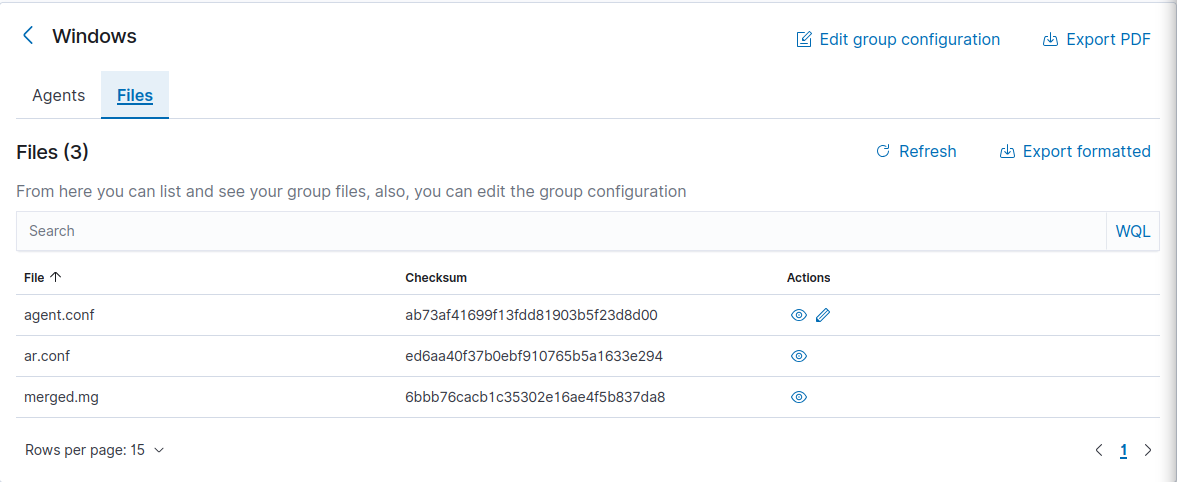 Windows
Edit group configuration
Export PDF
Agents
Files
Files (3)
Refresh
Export formatted
From here you can list and see your group files, also, you can edit the group configuration
Search
WQL
File
Checksum
Actions
agent.conf
ab73af41699f13fdd81903b5f23d8d00
ar.conf
ed6aa40f37b0ebf910765b5a1633e294
merged.mg
6bbb76cacb1c35302e16ae4f5b837da8
Rows per page: 15
1